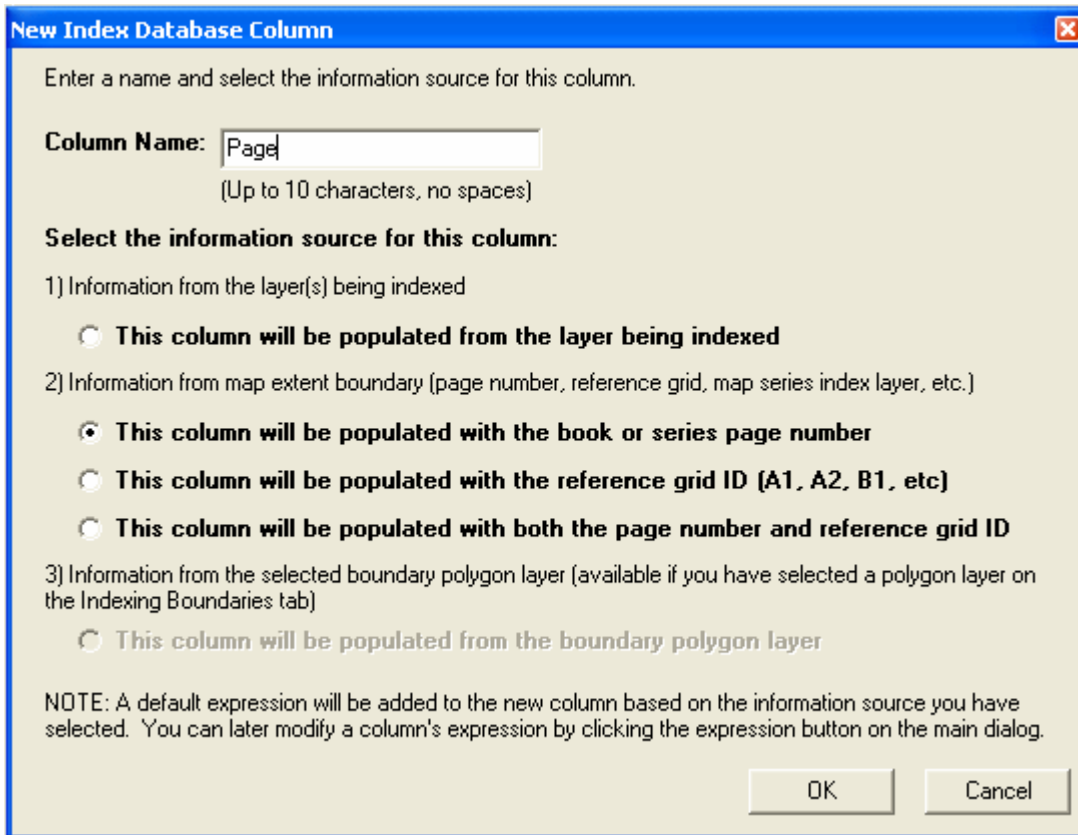 New Index Database Column
Enter a name and select the information source for this column.
Column Name: Page
(Up to 10 characters, no spaces)
Select the information source for this column:
1) Information from the layer(s) being indexed
This column will be populated from the layer being indexed
2) Information from map extent boundary (page number, reference grid, map series index layer, etc.)
This column will be populated with the book or series page number
This column will be populated with the reference grid ID (A1, A2, B1, etc)
This column will be populated with both the page number and reference grid ID
3) Information from the selected boundary polygon layer (available if you have selected a polygon layer on
the Indexing Boundaries tab)
This column will be populated from the boundary polygon layer
NOTE: A default expression will be added to the new column based on the information source you have
selected. You can later modify a column's expression by clicking the expression button on the main dialog.
OK Cancel